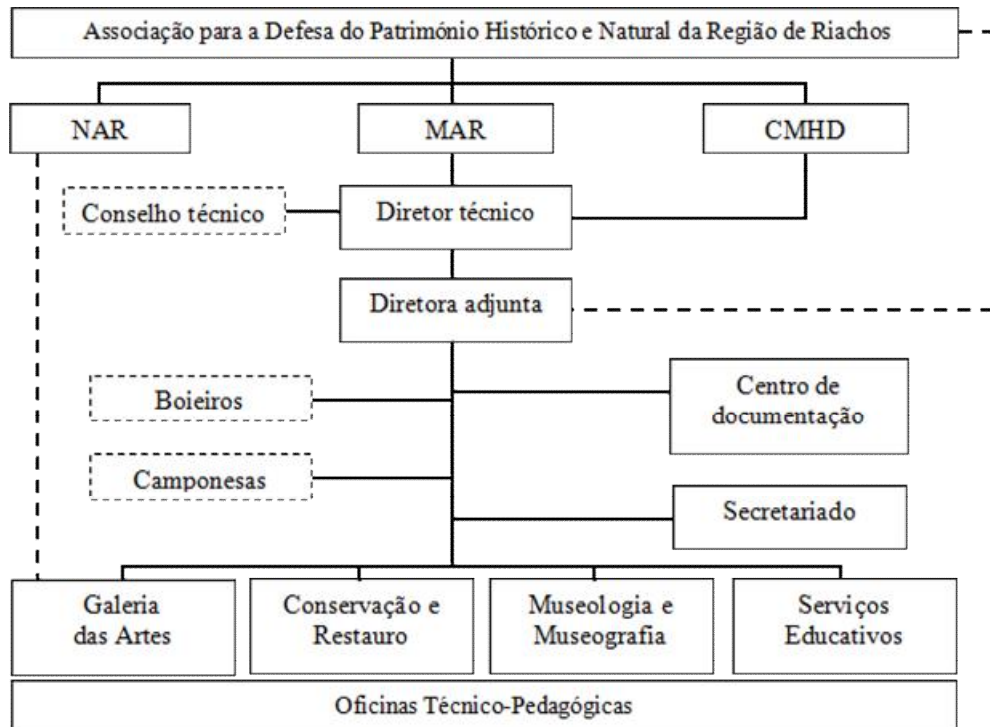 Associação para a Defesa do Património Histórico e Natural da Região de Riachos
NAR
MAR
CMHD
Conselho técnico
Diretor técnico
Diretora adjunta
Boieiros
Centro de
documentação
Camponesas
Secretariado
Galeria
das Artes
Conservação e
Restauro
Museologia e
Museografia
Serviços
Educativos
Oficinas Técnico-Pedagógicas